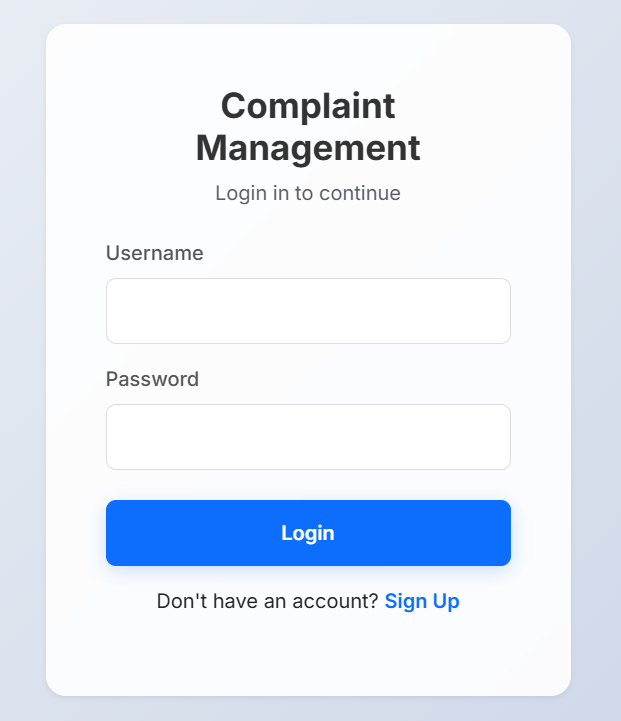 Complaint
Management
Login in to continue
Username
Password
Login
Don't have an account? Sign Up